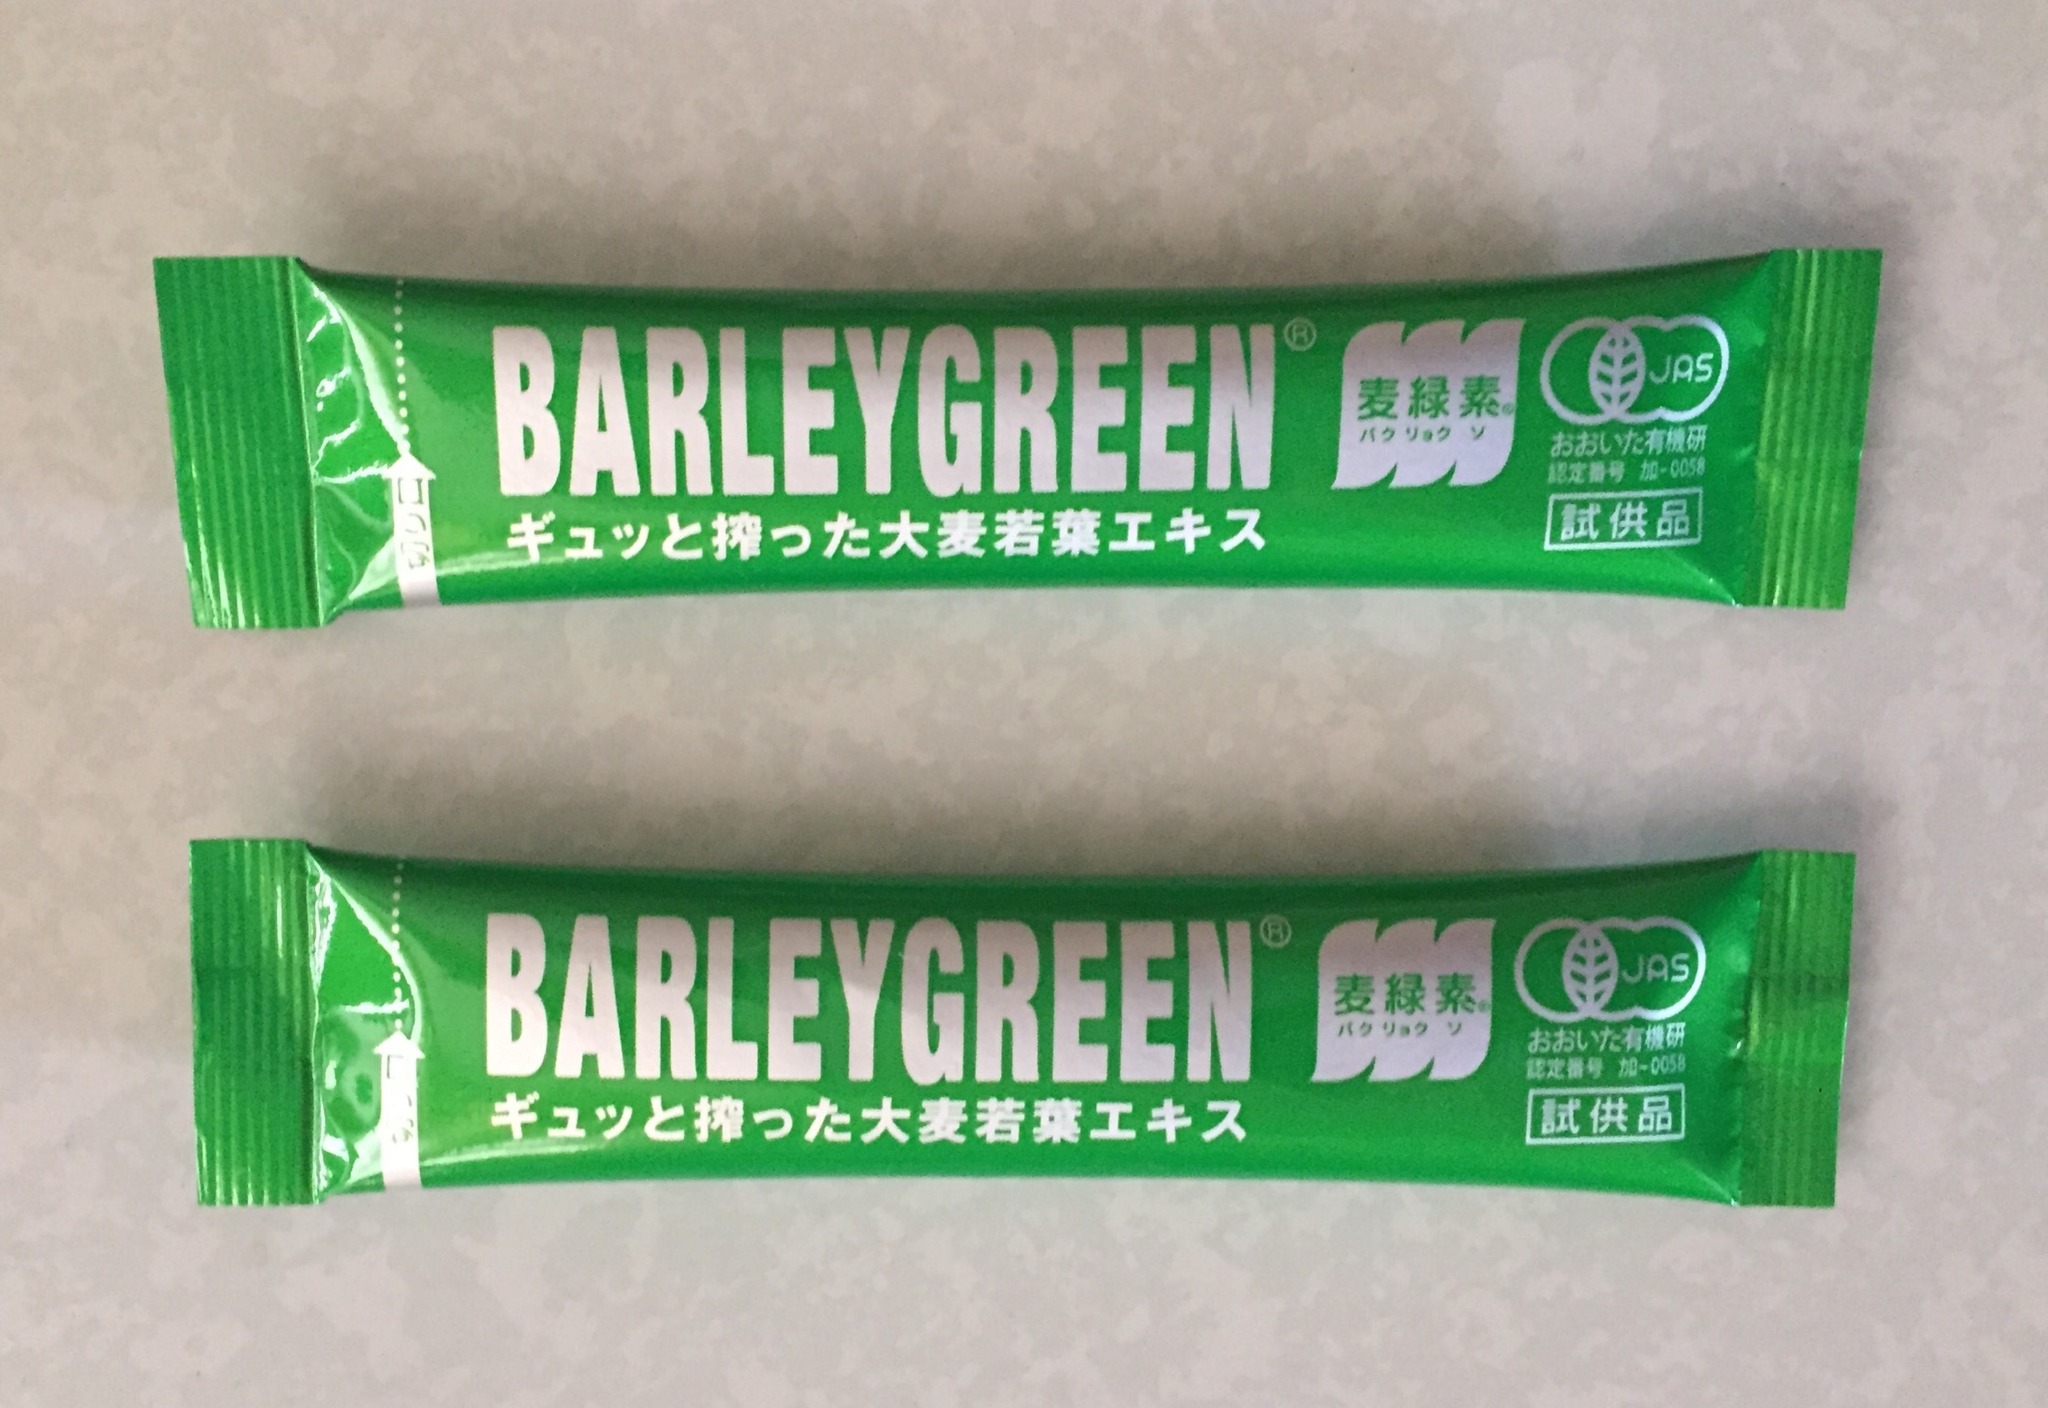 BARLEYGREEN®
麦緑素®
バクリョクソ
ギュッと搾った大麦若葉エキス
切り口
JAS
おおいた有機研
認定番号 加-0058
試供品
BARLEYGREEN®
麦緑素®
バクリョクソ
ギュッと搾った大麦若葉エキス
切り口
JAS
おおいた有機研
認定番号 加-0058
試供品